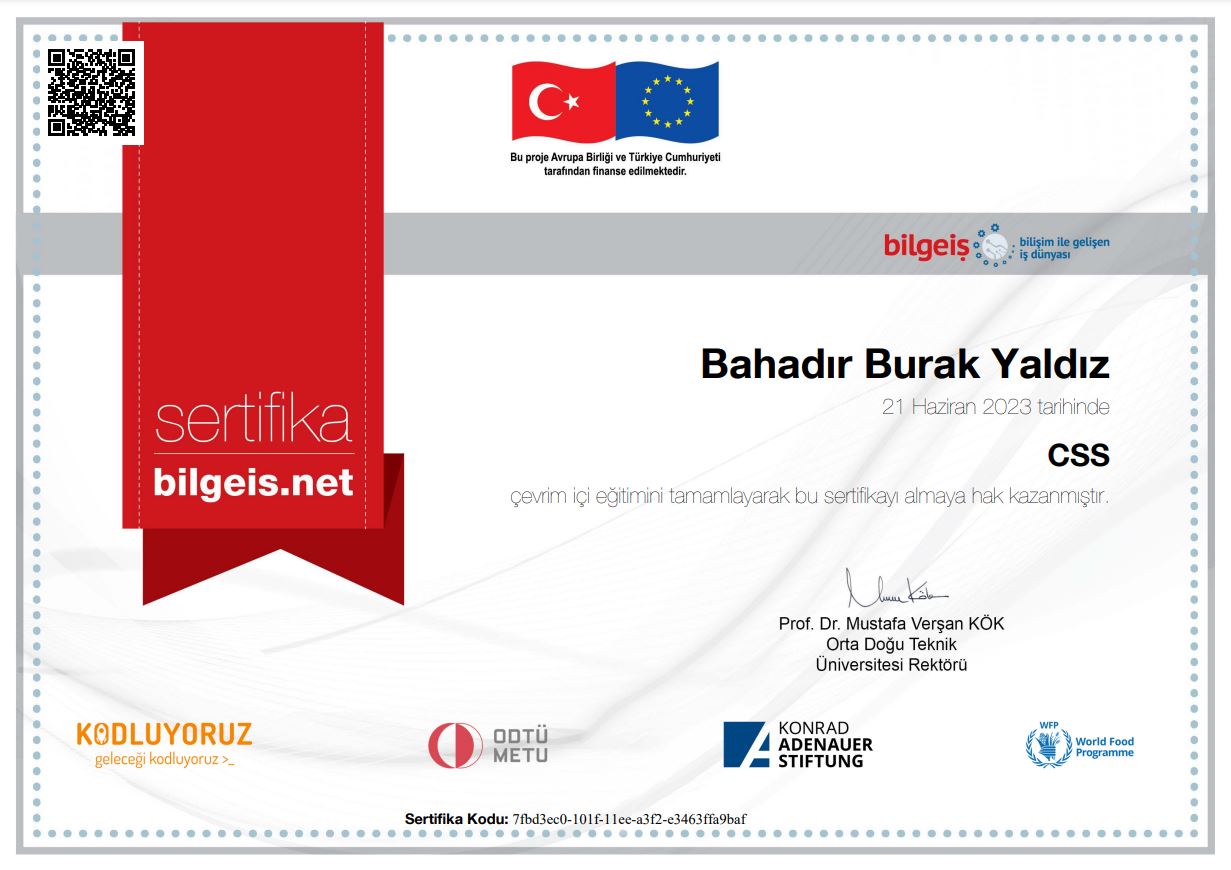 Bu proje Avrupa Birliği ve Türkiye Cumhuriyeti
tarafından finanse edilmektedir.
bilgeiş
bilişim ile gelişen
iş dünyası
Bahadır Burak Yaldız
21 Haziran 2023 tarihinde
CSS
çevrim içi eğitimini tamamlayarak bu sertifikayı almaya hak kazanmıştır.
sertifika
bilgeis.net
Prof. Dr. Mustafa Verşan KÖK
Orta Doğu Teknik
Üniversitesi Rektörü
KODLUYORUZ
geleceği kodluyoruz >_
ODTÜ
METU
KONRAD
ADENAUER
STIFTUNG
WFP
World Food
Programme
Sertifika Kodu: 7fbd3ec0-101f-11ee-a3f2-e3463ffa9baf